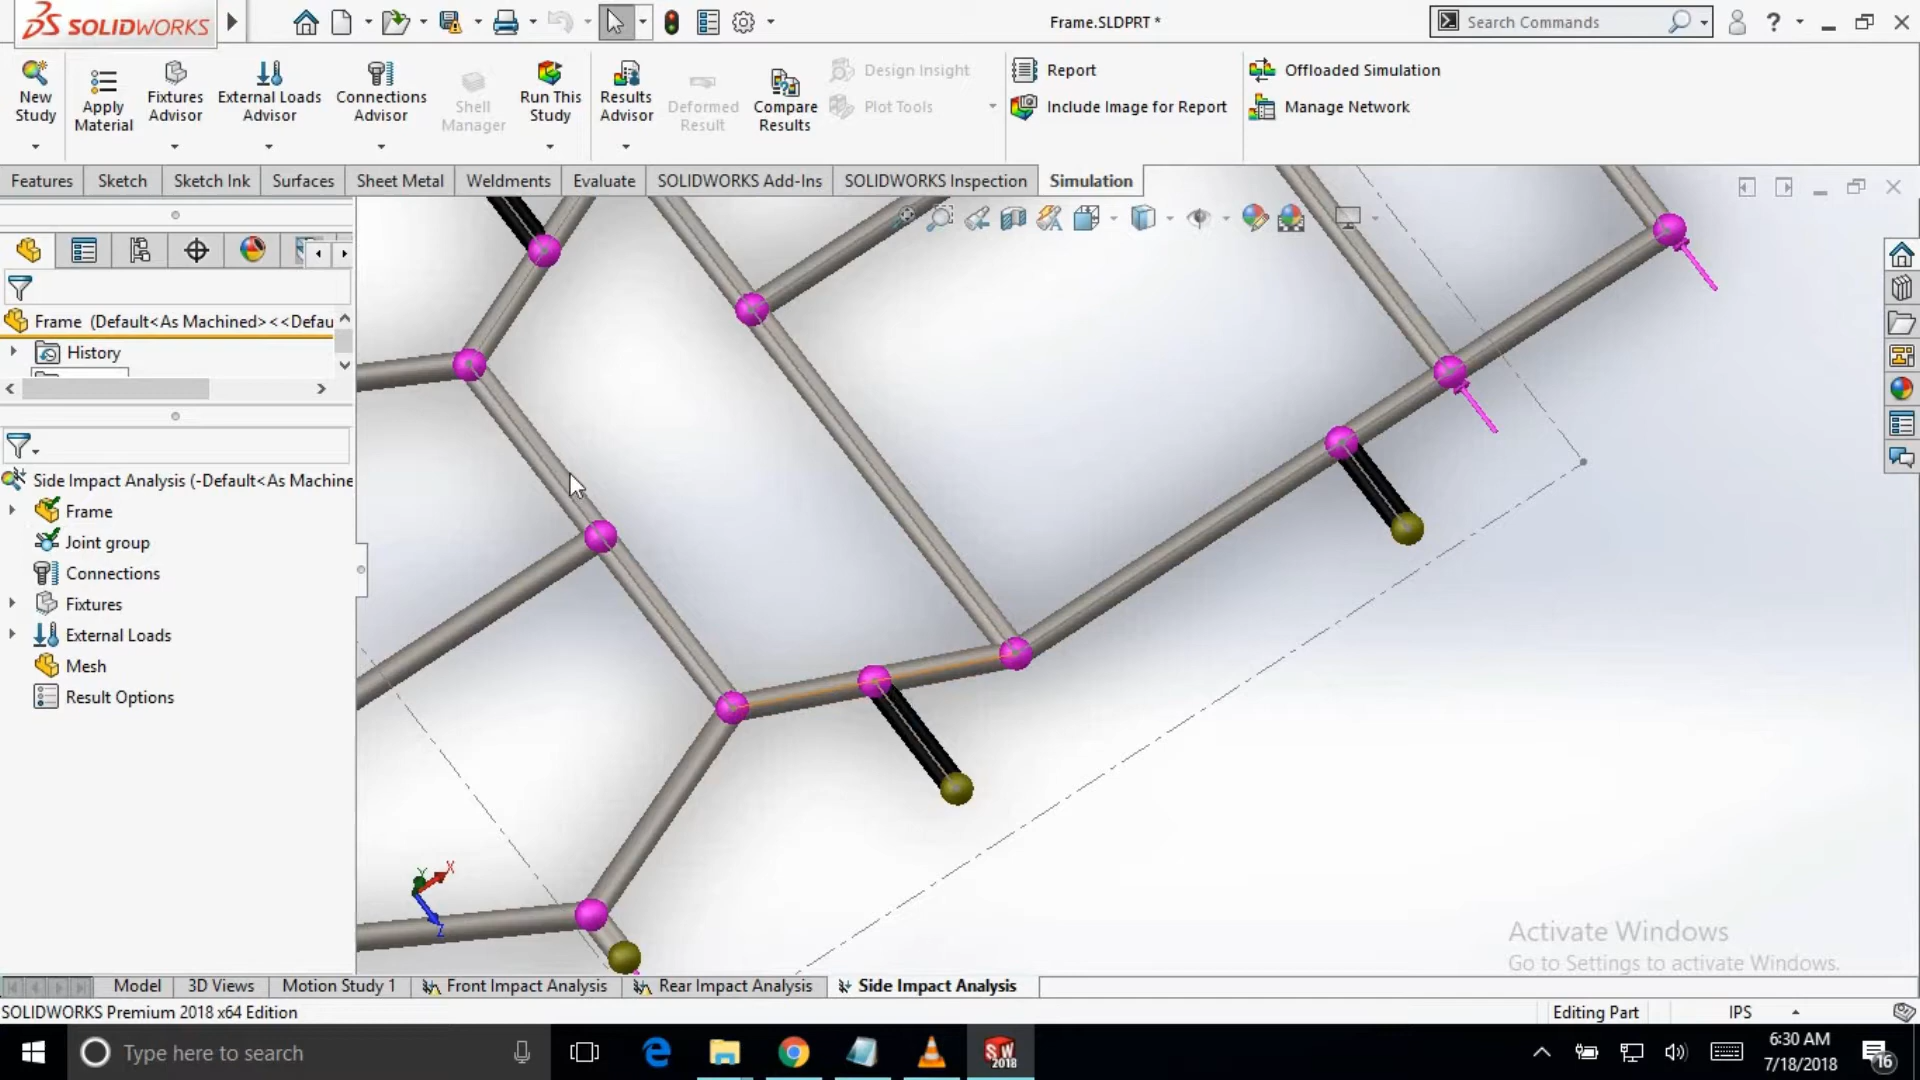 SOLIDWORKS
Frame.SLDPRT *
Search Commands
New Study
Apply Material
Fixtures Advisor
External Loads Advisor
Connections Advisor
Shell Manager
Run This Study
Results Advisor
Deformed Result
Compare Results
Design Insight
Plot Tools
Report
Include Image for Report
Offloaded Simulation
Manage Network
Features
Sketch
Sketch Ink
Surfaces
Sheet Metal
Weldments
Evaluate
SOLIDWORKS Add-Ins
SOLIDWORKS Inspection
Simulation
Frame (Default<As Machined><<Defau
History
Side Impact Analysis (-Default<As Machine
Frame
Joint group
Connections
Fixtures
External Loads
Mesh
Result Options
Y
X
Z
Activate Windows
Go to Settings to activate Windows.
Model
3D Views
Motion Study 1
Front Impact Analysis
Rear Impact Analysis
Side Impact Analysis
SOLIDWORKS Premium 2018 x64 Edition
Editing Part
IPS
Type here to search
SW
2018
6:30 AM
7/18/2018
16